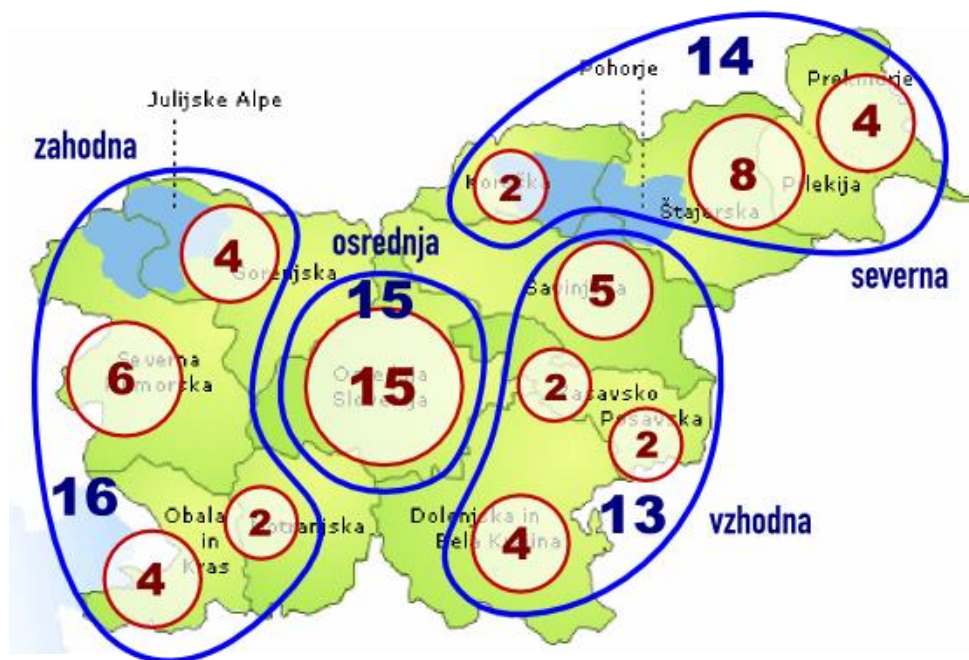 14
Pohorje
Prekmurje
Julijske Alpe
4
zahodna
8
2
Koroška
Prlekija
Štajerska
osrednja
4
Gorenjska
severna
15
5
Savinjska
6
Severna
Primorska
Osrednja
Slovenija
15
2
Zasavsko
Posavska
2
16
Obala
in
Kras
2
Notranjska
Dolenjska in
Bela Krajina
13
vzhodna
4
4